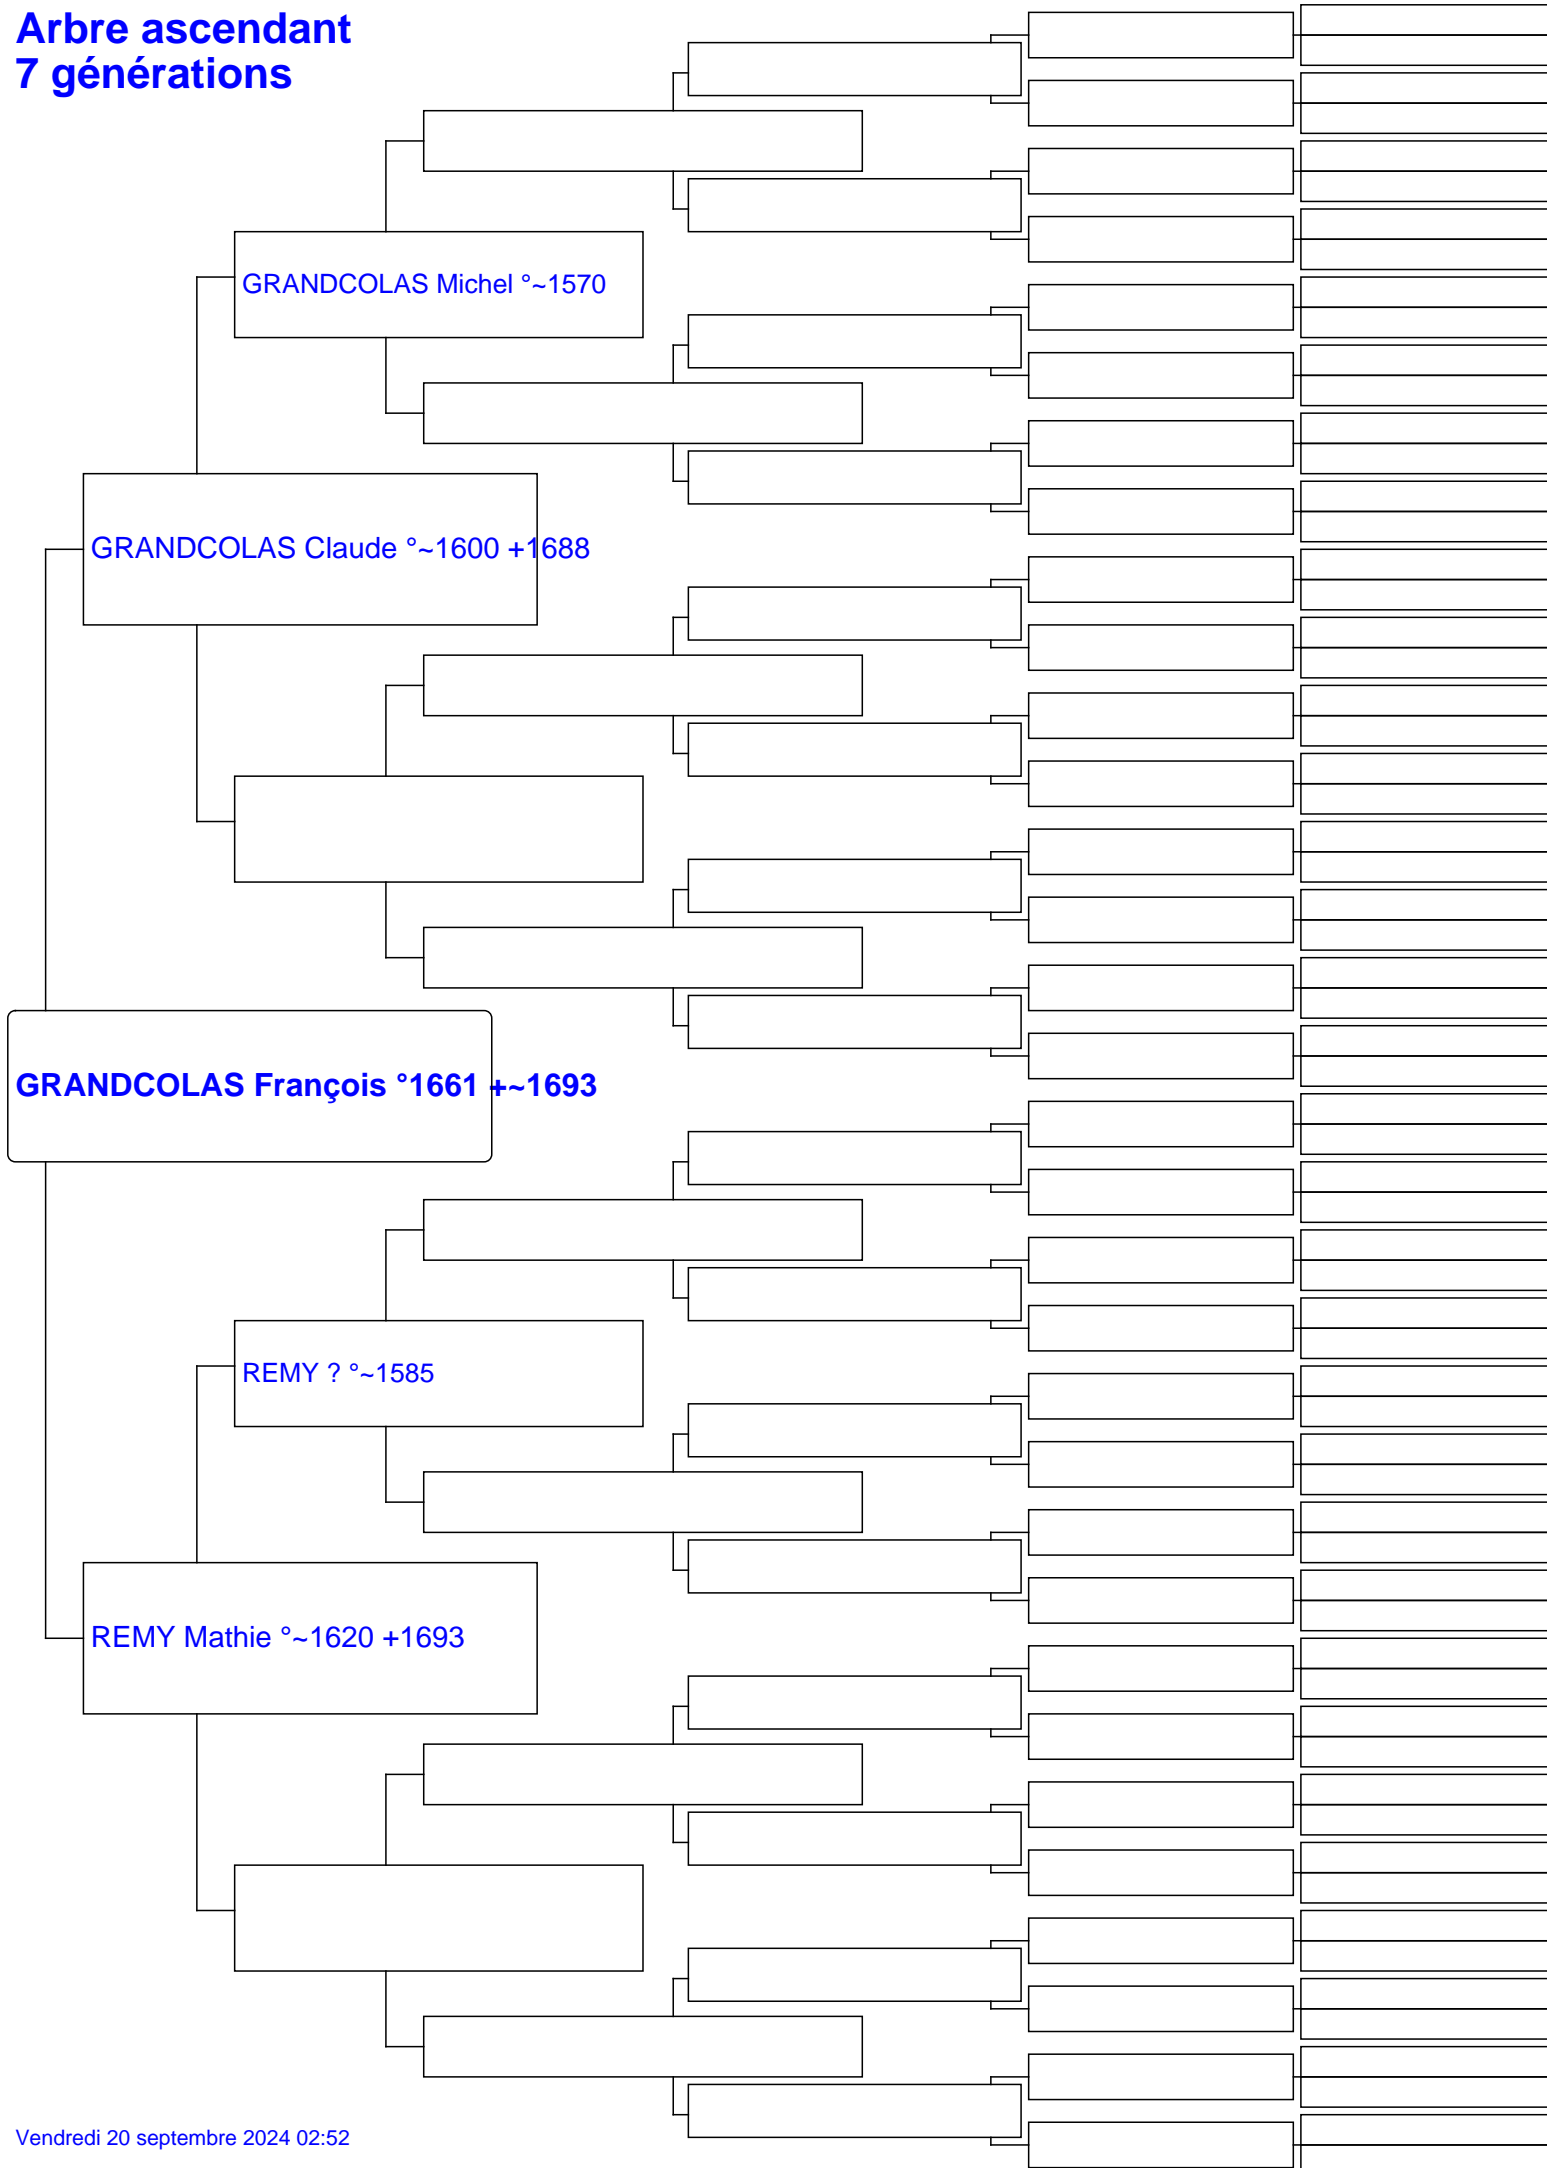 Arbre ascendant
7 générations
GRANDCOLAS Michel °~1570
GRANDCOLAS Claude °~1600 +1688
GRANDCOLAS François °1661 +~1693
REMY ? °~1585
REMY Mathie °~1620 +1693
Vendredi 20 septembre 2024 02:52